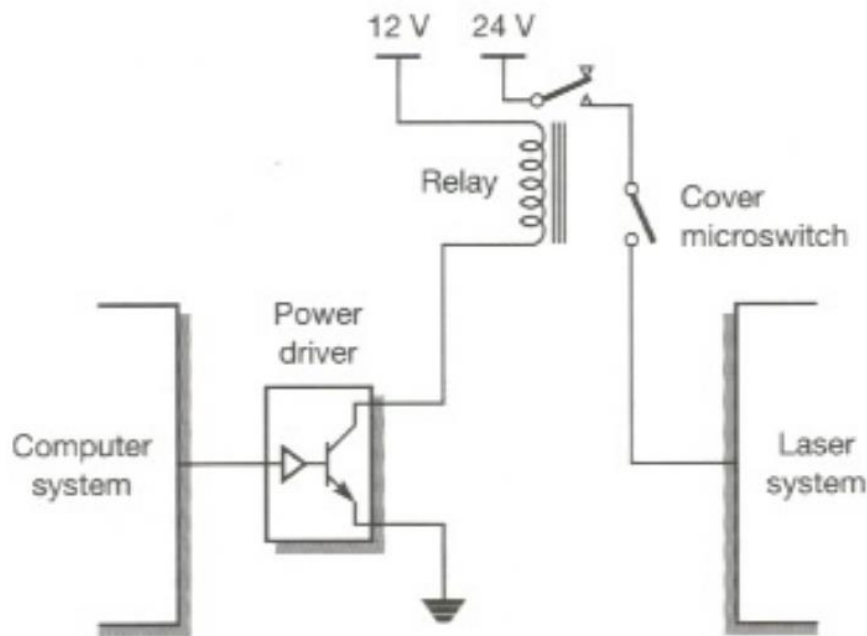 12 V 24 V
Relay
Cover
microswitch
Power
driver
Computer
system
Laser
system